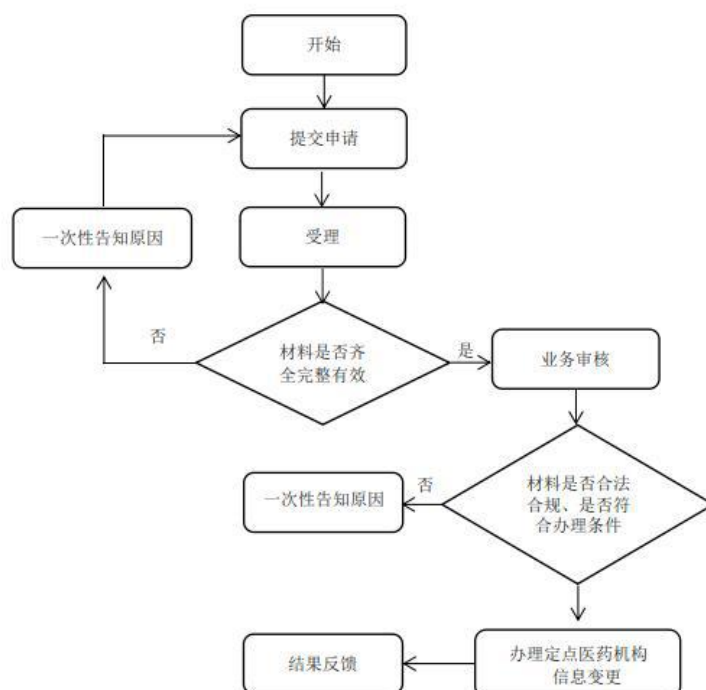 开始
提交申请
一次性告知原因
受理
否
材料是否齐
全完整有效
是
业务审核
一次性告知原因
否
材料是否合法
合规、是否符
合办理条件
结果反馈
办理定点医药机构
信息变更